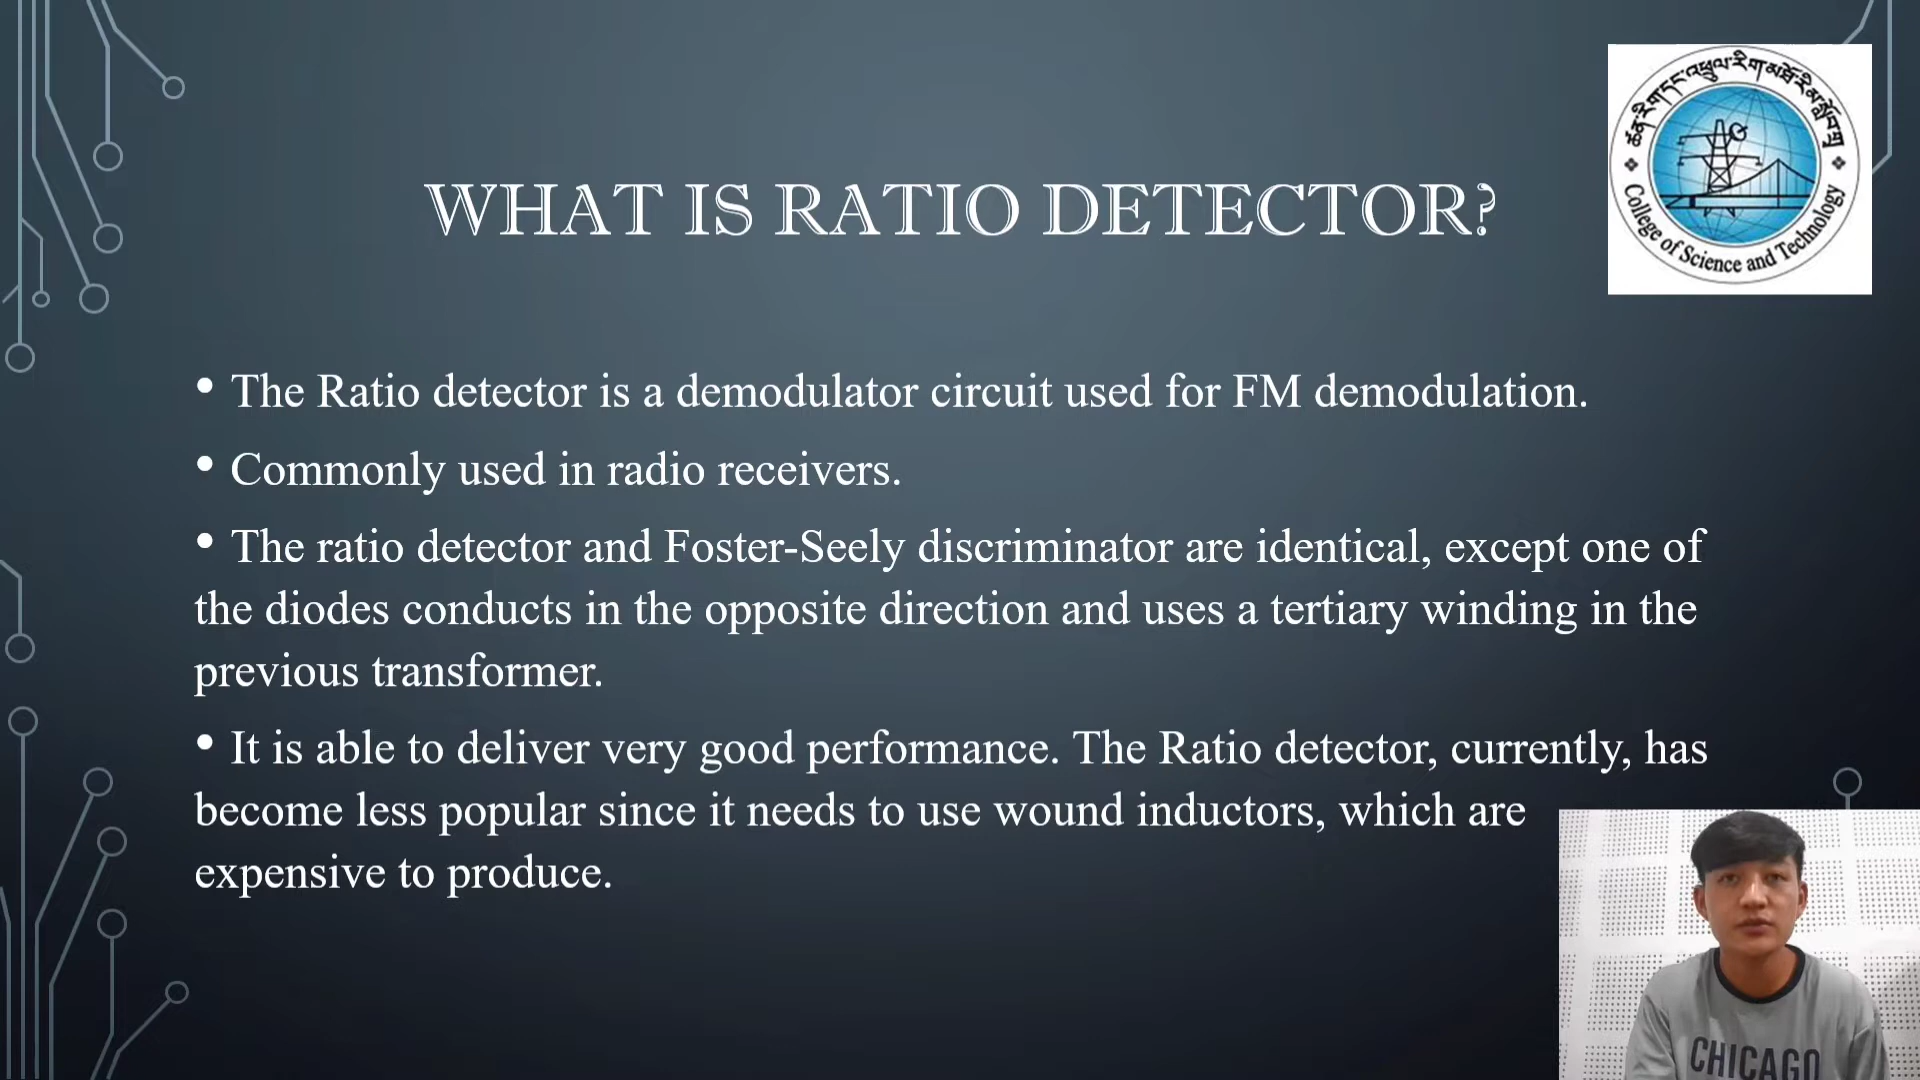 ཚན་རིག་དང་འཕྲུལ་རིག་མཐོ་རིམ་སློབ་གྲྭ
College of Science and Technology
WHAT IS RATIO DETECTOR?
• The Ratio detector is a demodulator circuit used for FM demodulation.
• Commonly used in radio receivers.
• The ratio detector and Foster-Seely discriminator are identical, except one of
the diodes conducts in the opposite direction and uses a tertiary winding in the
previous transformer.
• It is able to deliver very good performance. The Ratio detector, currently, has
become less popular since it needs to use wound inductors, which are
expensive to produce.
CHICAGO